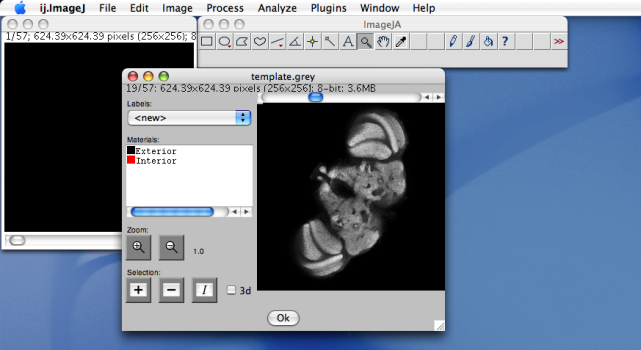 ij.ImageJ File Edit Image Process Analyze Plugins Window Help
ImageJA
1/57; 624.39x624.39 pixels (256x256); 8
template.grey
19/57; 624.39x624.39 pixels (256x256); 8-bit; 3.6MB
Labels:
<new>
Materials:
Exterior
Interior
Zoom:
1.0
Selection:
+ − I 3d
Ok